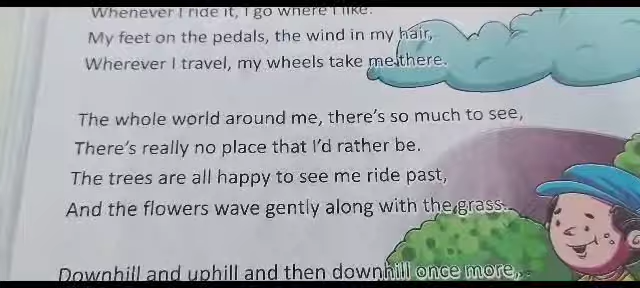 Whenever I ride it, I go where I like.
My feet on the pedals, the wind in my hair,
Wherever I travel, my wheels take me there.
The whole world around me, there's so much to see,
There's really no place that I'd rather be.
The trees are all happy to see me ride past,
And the flowers wave gently along with the grass.
Downhill and uphill and then downhill once more,